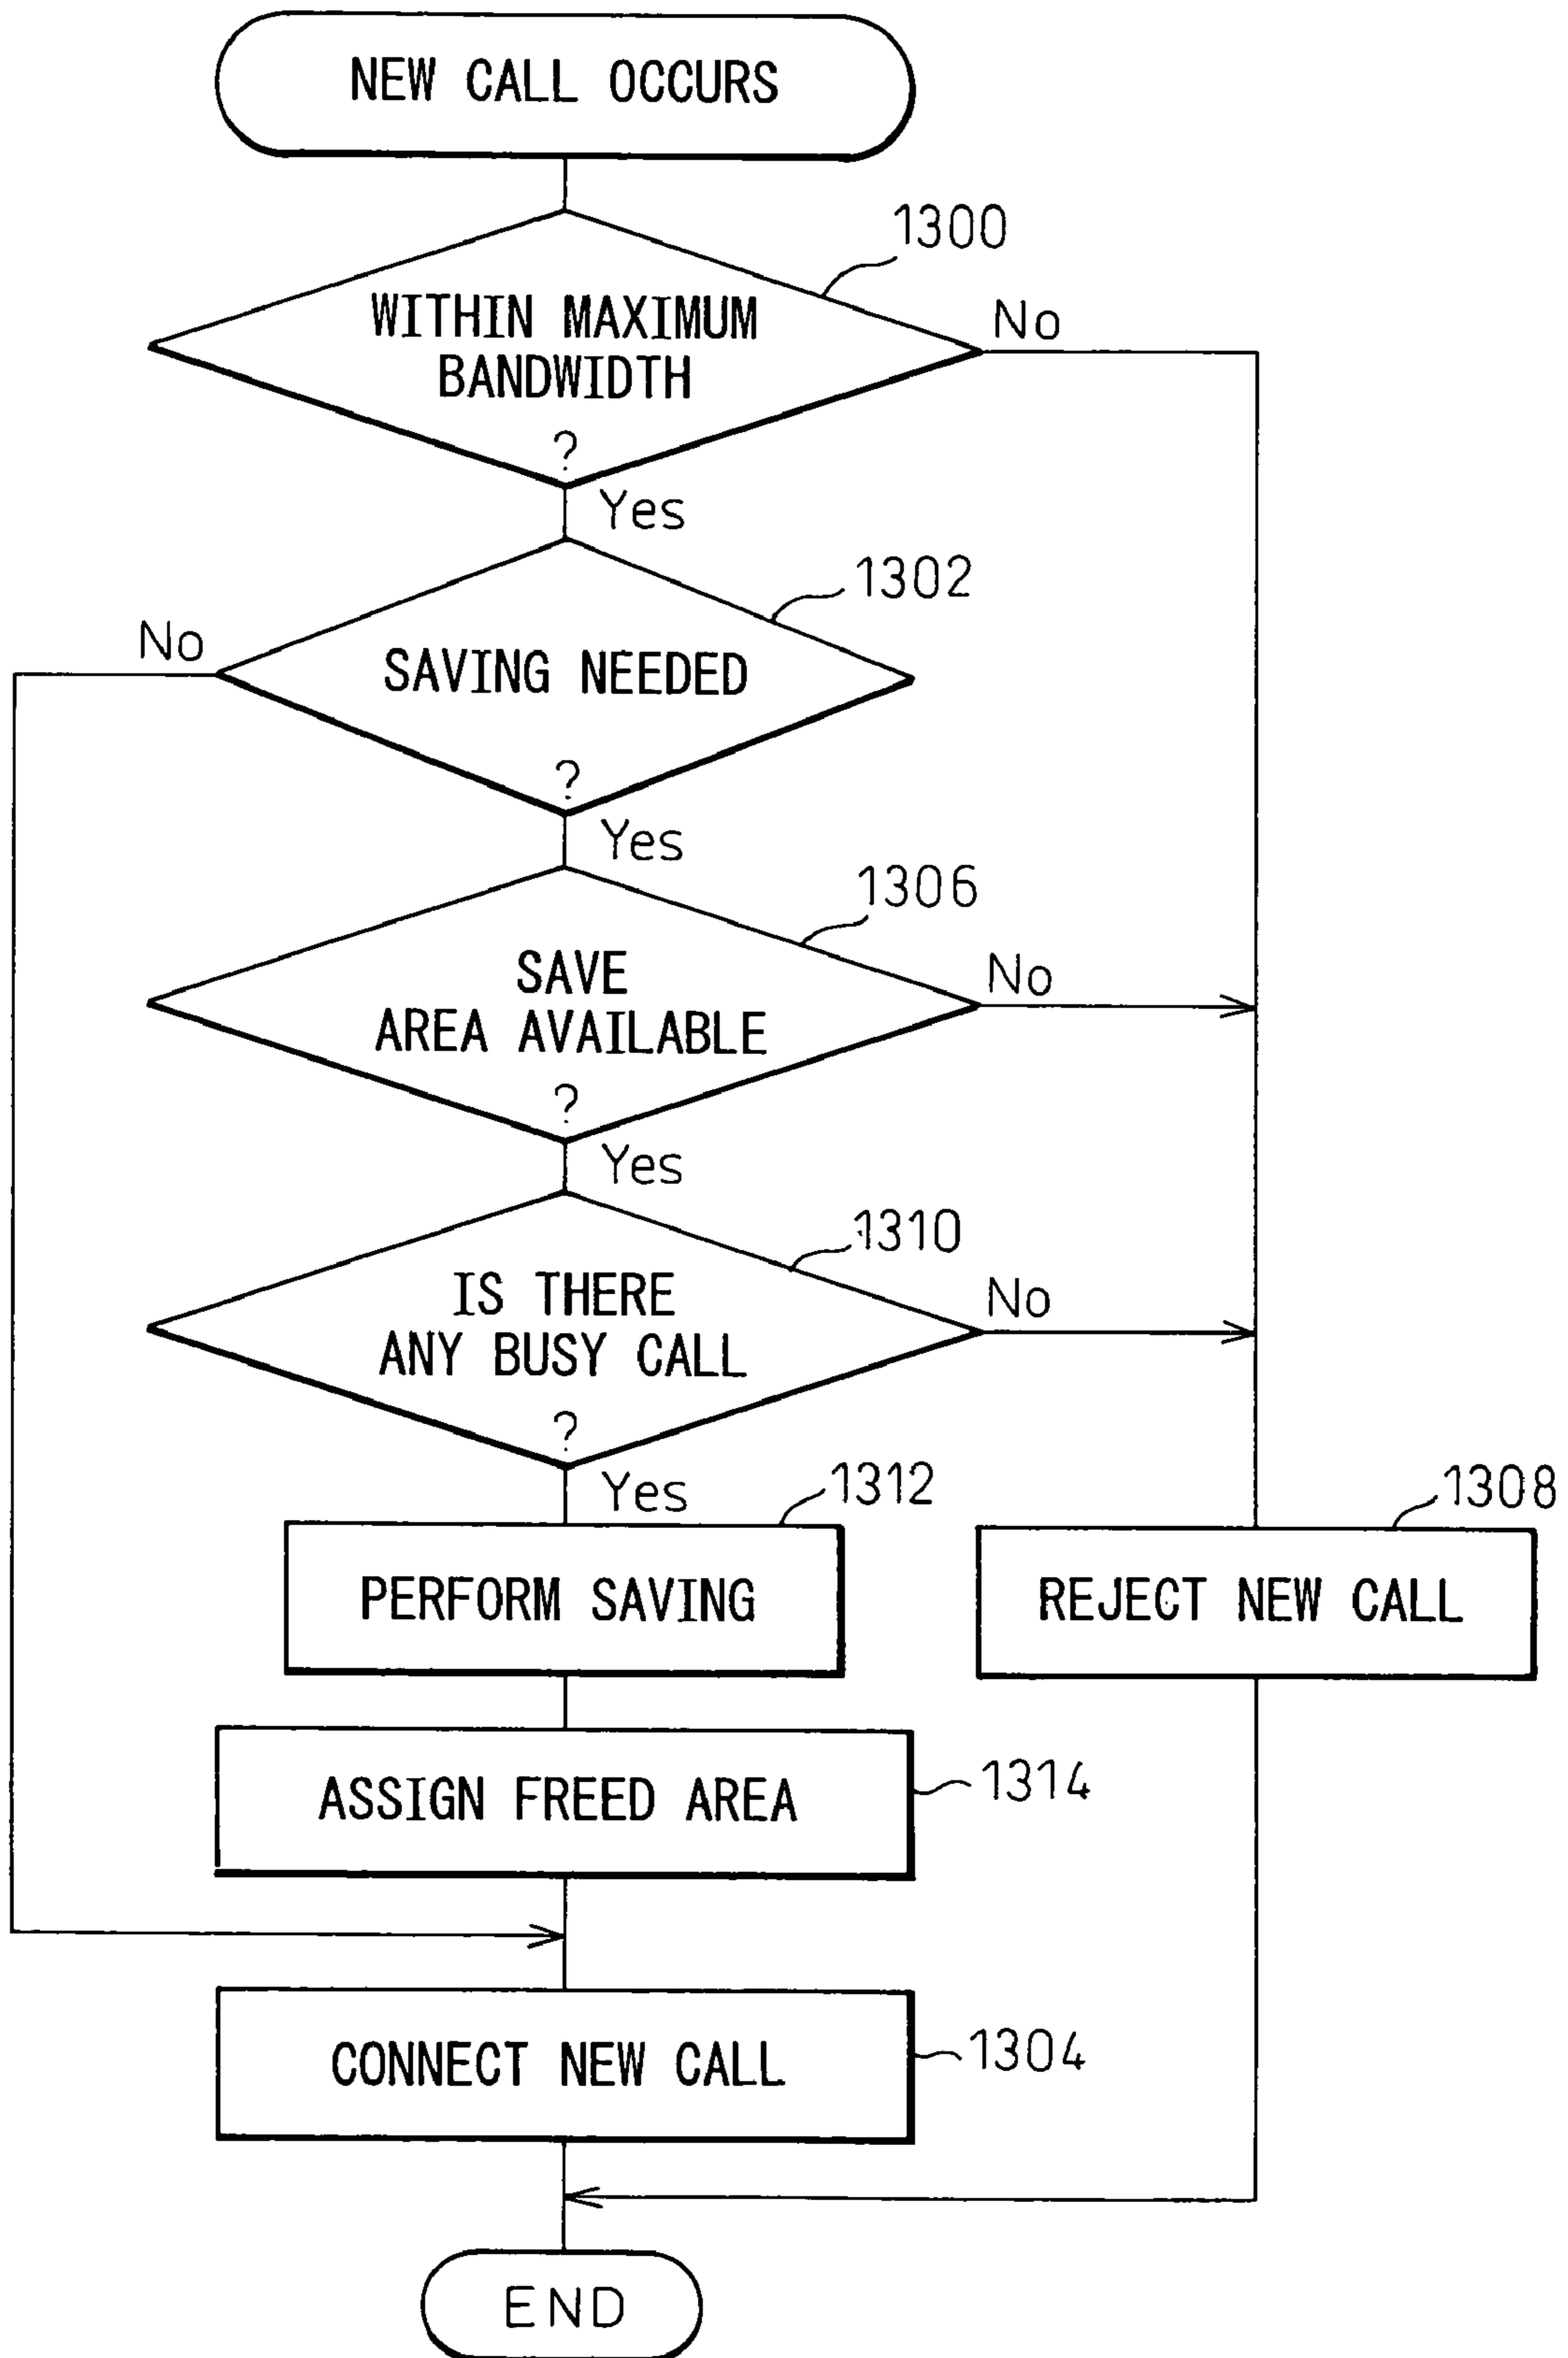 NEW CALL OCCURS
1300
WITHIN MAXIMUM
BANDWIDTH
?
No
Yes
1302
No
SAVING NEEDED
?
Yes
1306
SAVE
AREA AVAILABLE
?
No
Yes
1310
IS THERE
ANY BUSY CALL
?
No
Yes
1312
PERFORM SAVING
1308
REJECT NEW CALL
ASSIGN FREED AREA
1314
CONNECT NEW CALL
1304
END